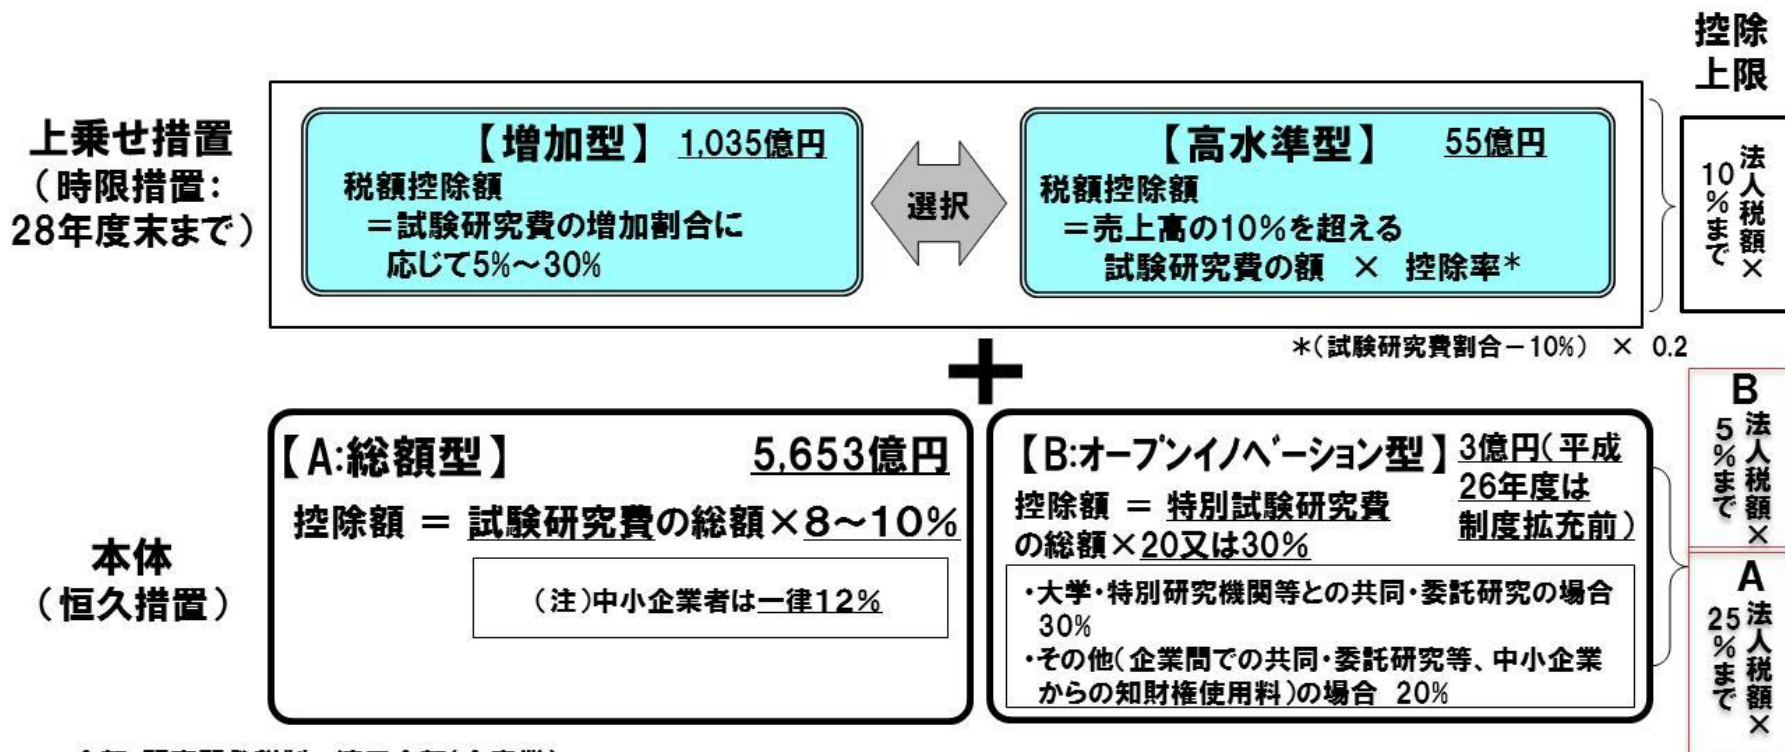 控除
上限
上乗せ措置
（時限措置：
28年度末まで）
【増加型】 1,035億円
税額控除額
＝試験研究費の増加割合に
応じて5%～30%
選択
【高水準型】 55億円
税額控除額
＝売上高の10%を超える
試験研究費の額 × 控除率*
法人税額×
10%まで
*（試験研究費割合－10%） × 0.2
+
本体
（恒久措置）
【A:総額型】 5,653億円
控除額 ＝ 試験研究費の総額×8～10%
（注）中小企業者は一律12%
【B:オープンイノベーション型】 3億円（平成
26年度は
制度拡充前）
控除額 ＝ 特別試験研究費
の総額×20又は30%
・大学・特別研究機関等との共同・委託研究の場合
30%
・その他（企業間での共同・委託研究等、中小企業
からの知財権使用料）の場合 20%
B
法人税額×
5%まで
A
法人税額×
25%まで